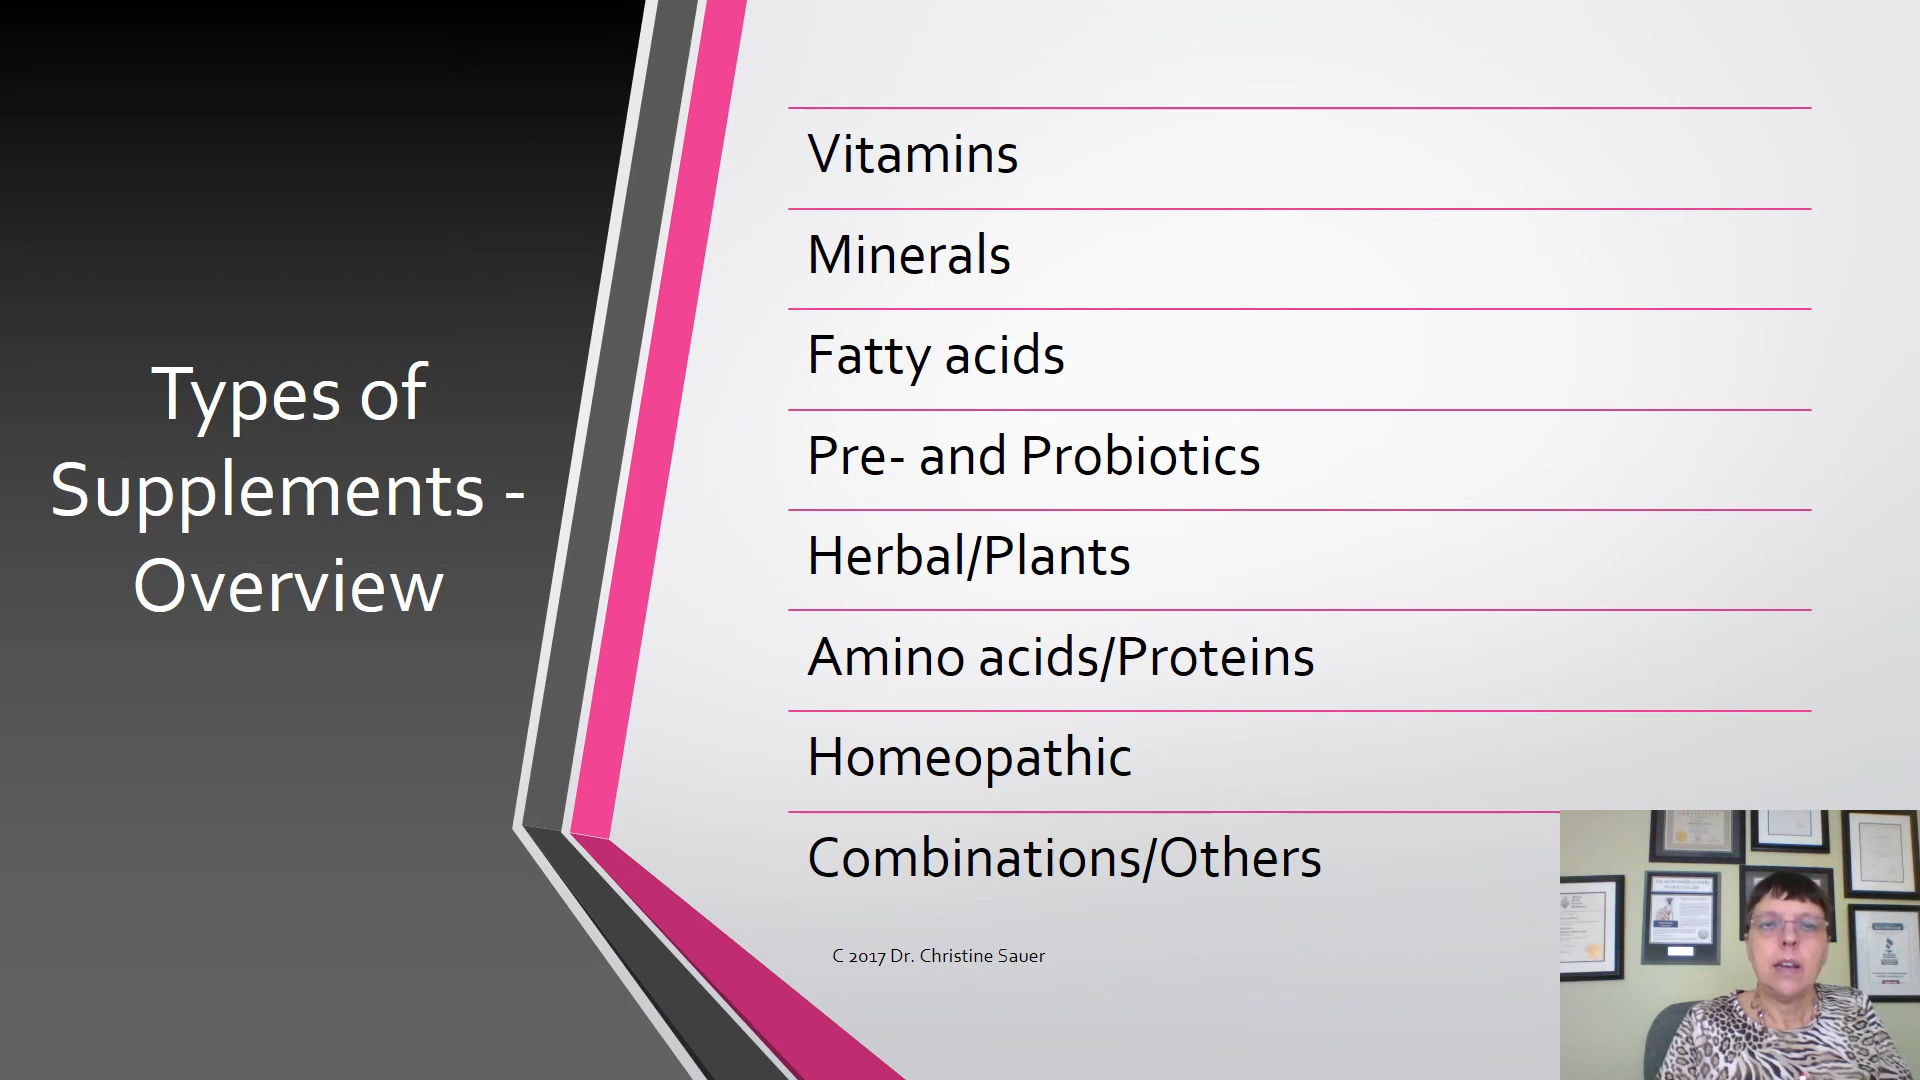 Types of
Supplements -
Overview
Vitamins
Minerals
Fatty acids
Pre- and Probiotics
Herbal/Plants
Amino acids/Proteins
Homeopathic
Combinations/Others
C 2017 Dr. Christine Sauer